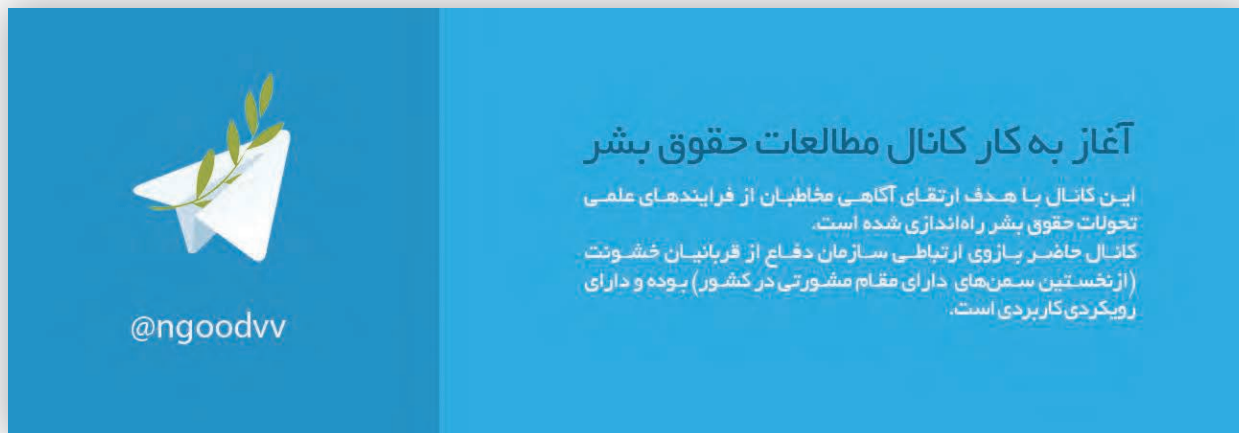 آغاز به کار کانال مطالعات حقوق بشر
این کانال با هدف ارتقای آگاهی مخاطبان از فرایندهای علمی
تحولات حقوق بشر راه‌اندازی شده است.
کانال حاضر بازوی ارتباطی سازمان دفاع از قربانیان خشونت
(ازنخستین سمن‌های دارای مقام مشورتی در کشور) بوده و دارای
رویکردی کاربردی است.
@ngoodvv